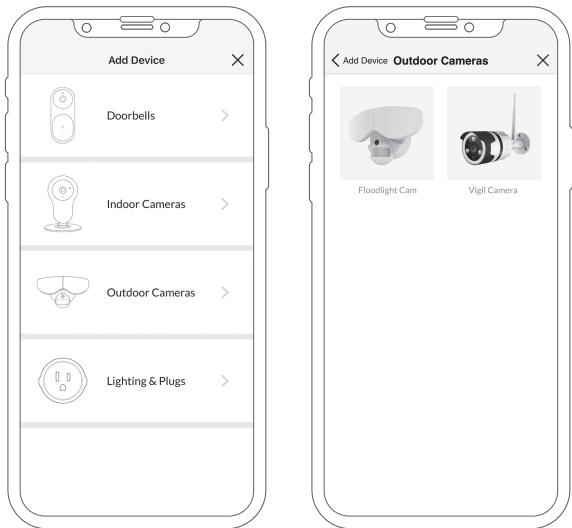 Add Device
Doorbells
Indoor Cameras
Outdoor Cameras
Lighting & Plugs
Add Device Outdoor Cameras
Floodlight Cam
Vigil Camera